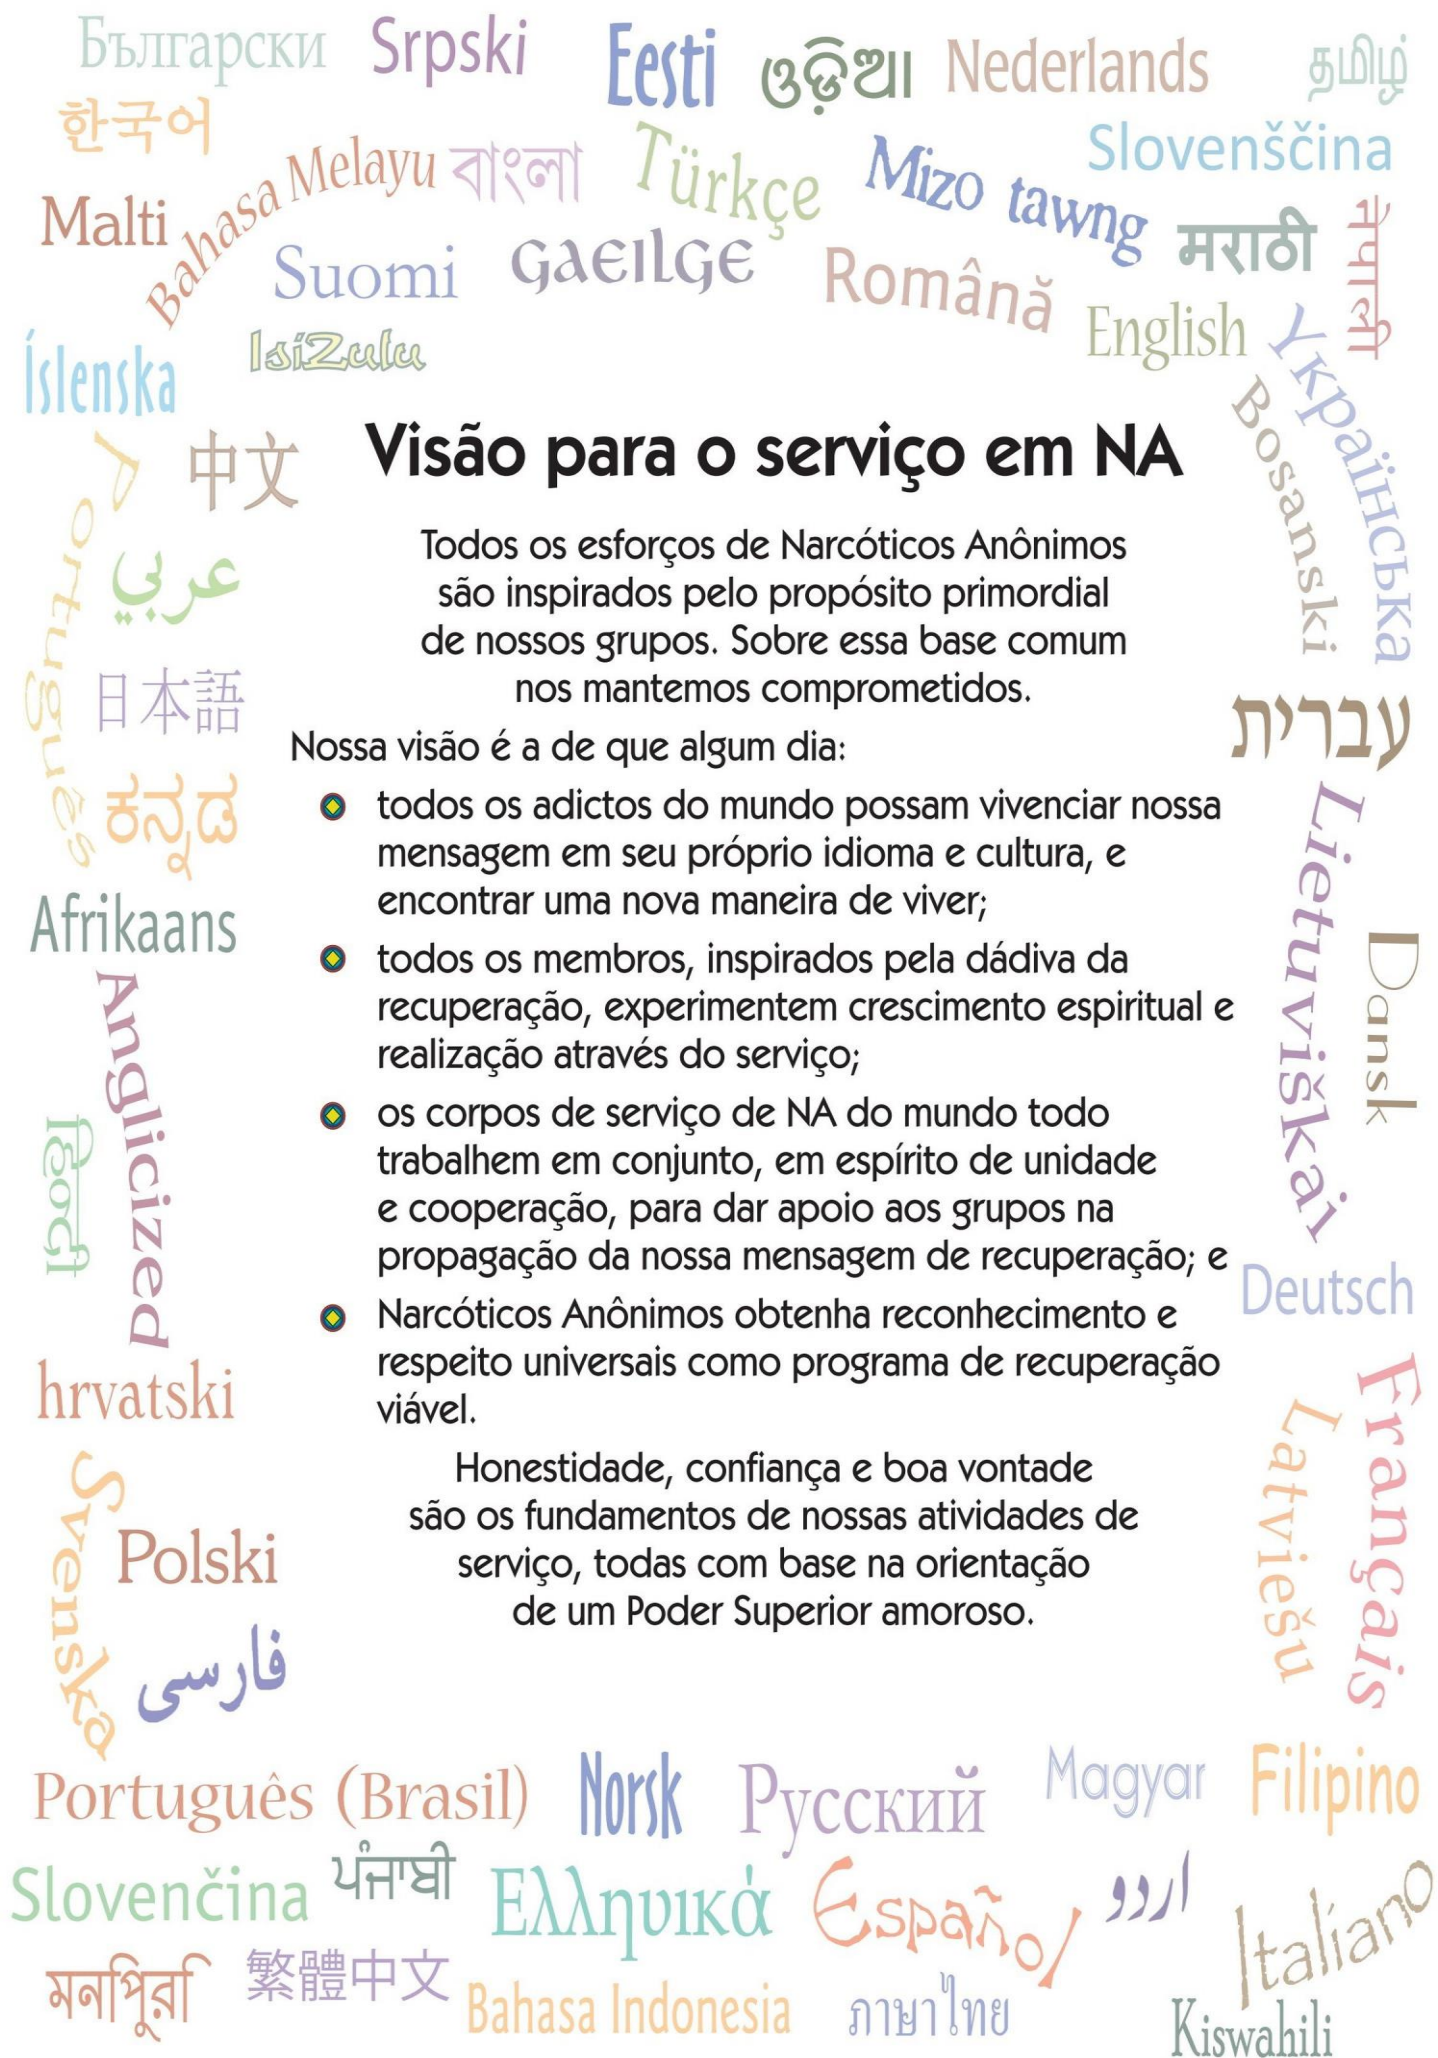 Български Srpski Eesti ଓଡ଼ିଆ Nederlands தமிழ்
한국어 Bahasa Melayu বাংলা Türkçe Mizo tawng Slovenščina
Malti Suomi GAEILGE Română मराठी नेपाली
Íslenska IsiZulu English Українська
Português 中文 Bosanski
Visão para o serviço em NA
Todos os esforços de Narcóticos Anônimos
são inspirados pelo propósito primordial
de nossos grupos. Sobre essa base comum
nos mantemos comprometidos.
Nossa visão é a de que algum dia:
todos os adictos do mundo possam vivenciar nossa
mensagem em seu próprio idioma e cultura, e
encontrar uma nova maneira de viver;
todos os membros, inspirados pela dádiva da
recuperação, experimentem crescimento espiritual e
realização através do serviço;
os corpos de serviço de NA do mundo todo
trabalhem em conjunto, em espírito de unidade
e cooperação, para dar apoio aos grupos na
propagação da nossa mensagem de recuperação; e
Narcóticos Anônimos obtenha reconhecimento e
respeito universais como programa de recuperação
viável.
Honestidade, confiança e boa vontade
são os fundamentos de nossas atividades de
serviço, todas com base na orientação
de um Poder Superior amoroso.
عربي
日本語
עברית
ಕನ್ನಡ
Lietuviškai
Afrikaans
Dansk
Anglicized
हिन्दी
Deutsch
hrvatski
Français
Latviešu
Svenska
Polski
فارسی
Português (Brasil) Norsk Русский Magyar Filipino
Slovenčina ਪੰਜਾਬੀ Ελληνικά Español اردو Italiano
মনিপুরি 繁體中文 Bahasa Indonesia ภาษาไทย Kiswahili